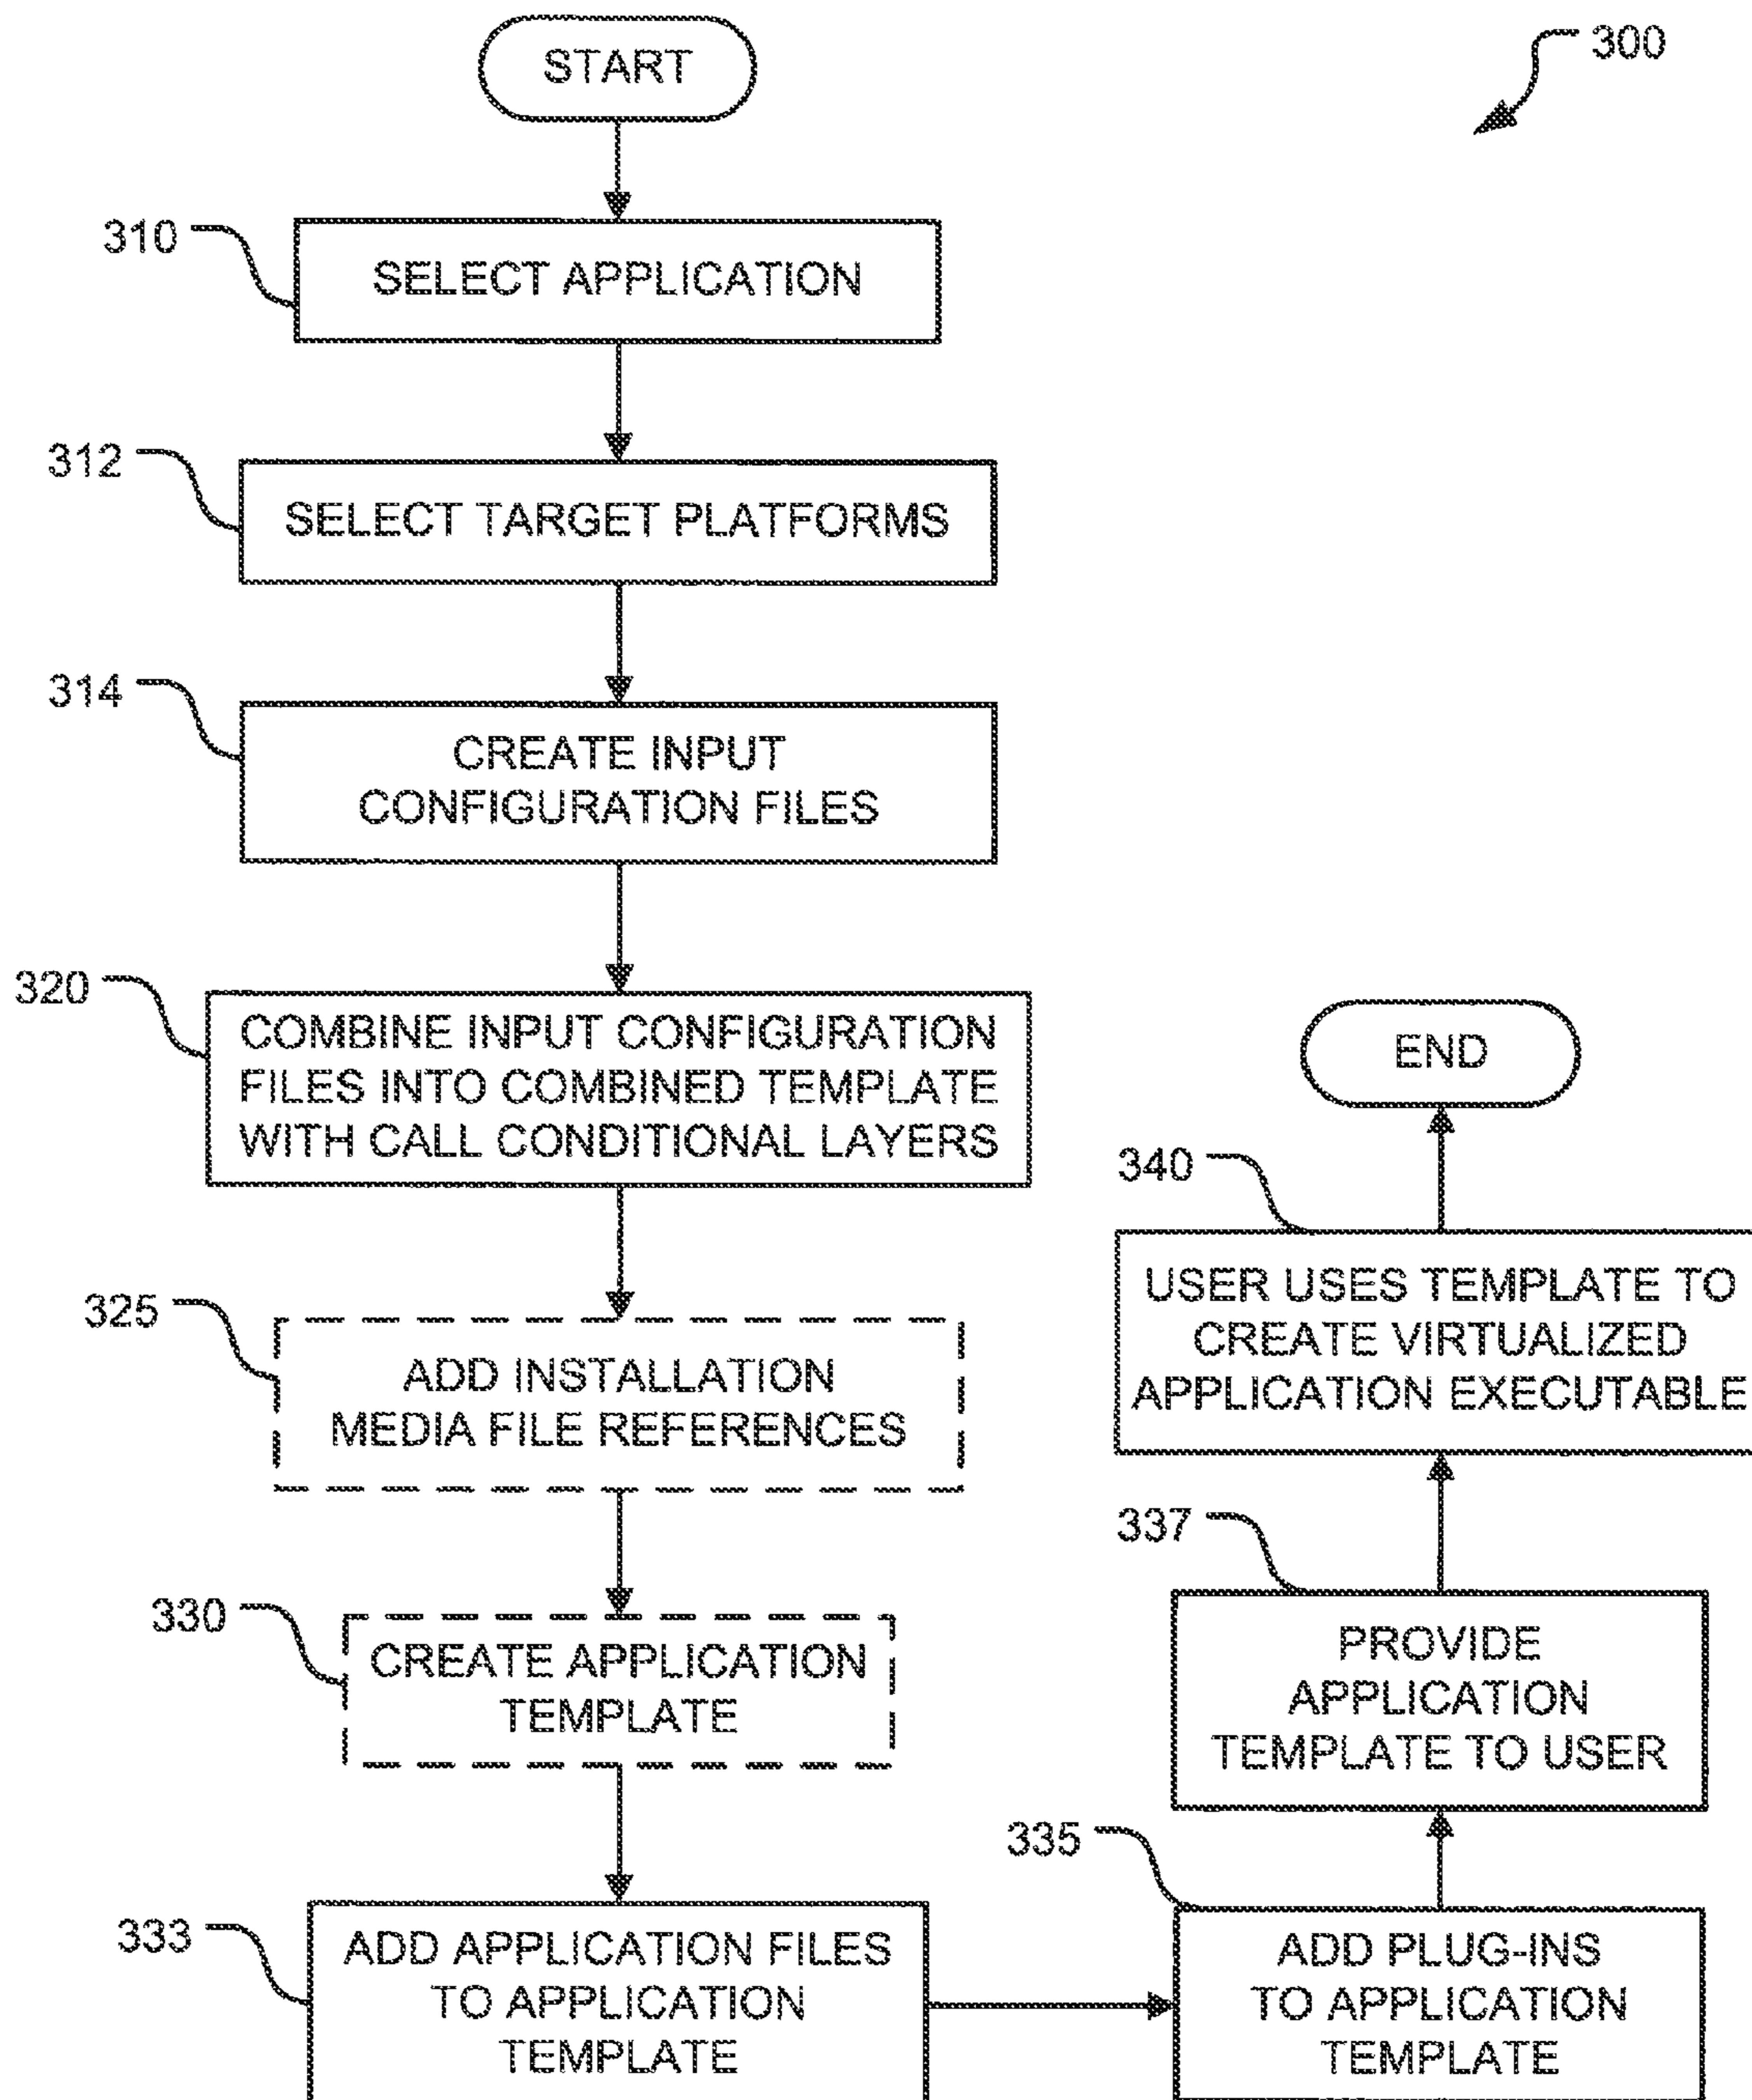 START
300
310
SELECT APPLICATION
312
SELECT TARGET PLATFORMS
314
CREATE INPUT
CONFIGURATION FILES
320
COMBINE INPUT CONFIGURATION
FILES INTO COMBINED TEMPLATE
WITH CALL CONDITIONAL LAYERS
325
ADD INSTALLATION
MEDIA FILE REFERENCES
330
CREATE APPLICATION
TEMPLATE
333
ADD APPLICATION FILES
TO APPLICATION
TEMPLATE
335
ADD PLUG-INS
TO APPLICATION
TEMPLATE
337
PROVIDE
APPLICATION
TEMPLATE TO USER
340
USER USES TEMPLATE TO
CREATE VIRTUALIZED
APPLICATION EXECUTABLE
END